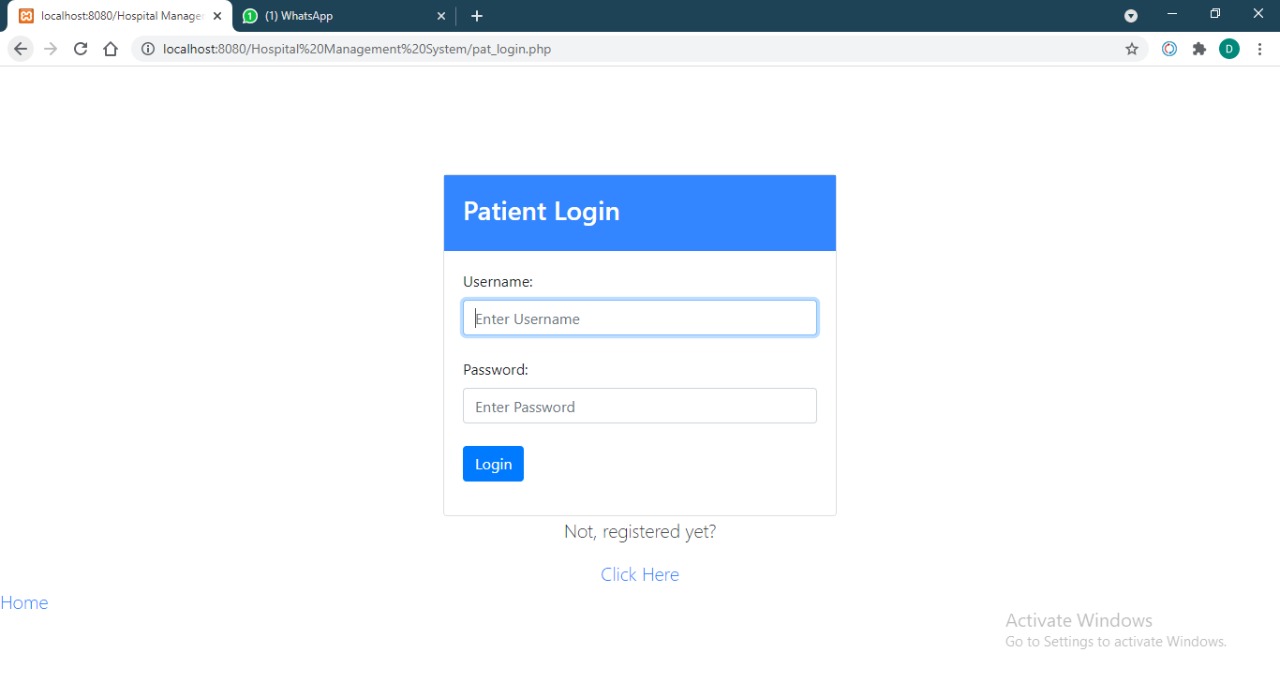 localhost:8080/Hospital Manage
(1) WhatsApp
D
localhost:8080/Hospital%20Management%20System/pat_login.php
Patient Login
Username:
Enter Username
Password:
Enter Password
Login
Not, registered yet?
Click Here
Home
Activate Windows
Go to Settings to activate Windows.